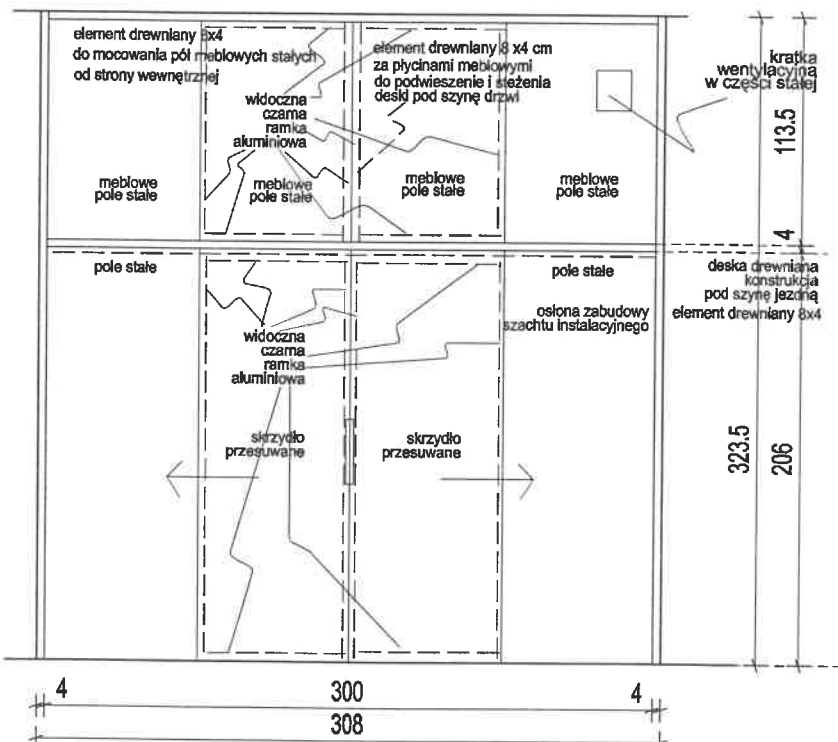 element drewniany 8x4
do mocowania pół meblowych stałych
od strony wewnętrznej
element drewniany 8 x4 cm
za płycinami meblowymi
do podwieszenie i stężenia
deski pod szynę drzwi
kratka
wentylacyjna
w części stałej
widoczna
czarna
ramka
aluminiowa
meblowe
pole stałe
meblowe
pole stałe
meblowe
pole stałe
meblowe
pole stałe
113.5
4
pole stałe
pole stałe
osłona zabudowy
szachtu instalacyjnego
deska drewniana
konstrukcja
pod szynę jezdną
element drewniany 8x4
widoczna
czarna
ramka
aluminiowa
skrzydło
przesuwane
skrzydło
przesuwane
323.5
206
4
300
4
308